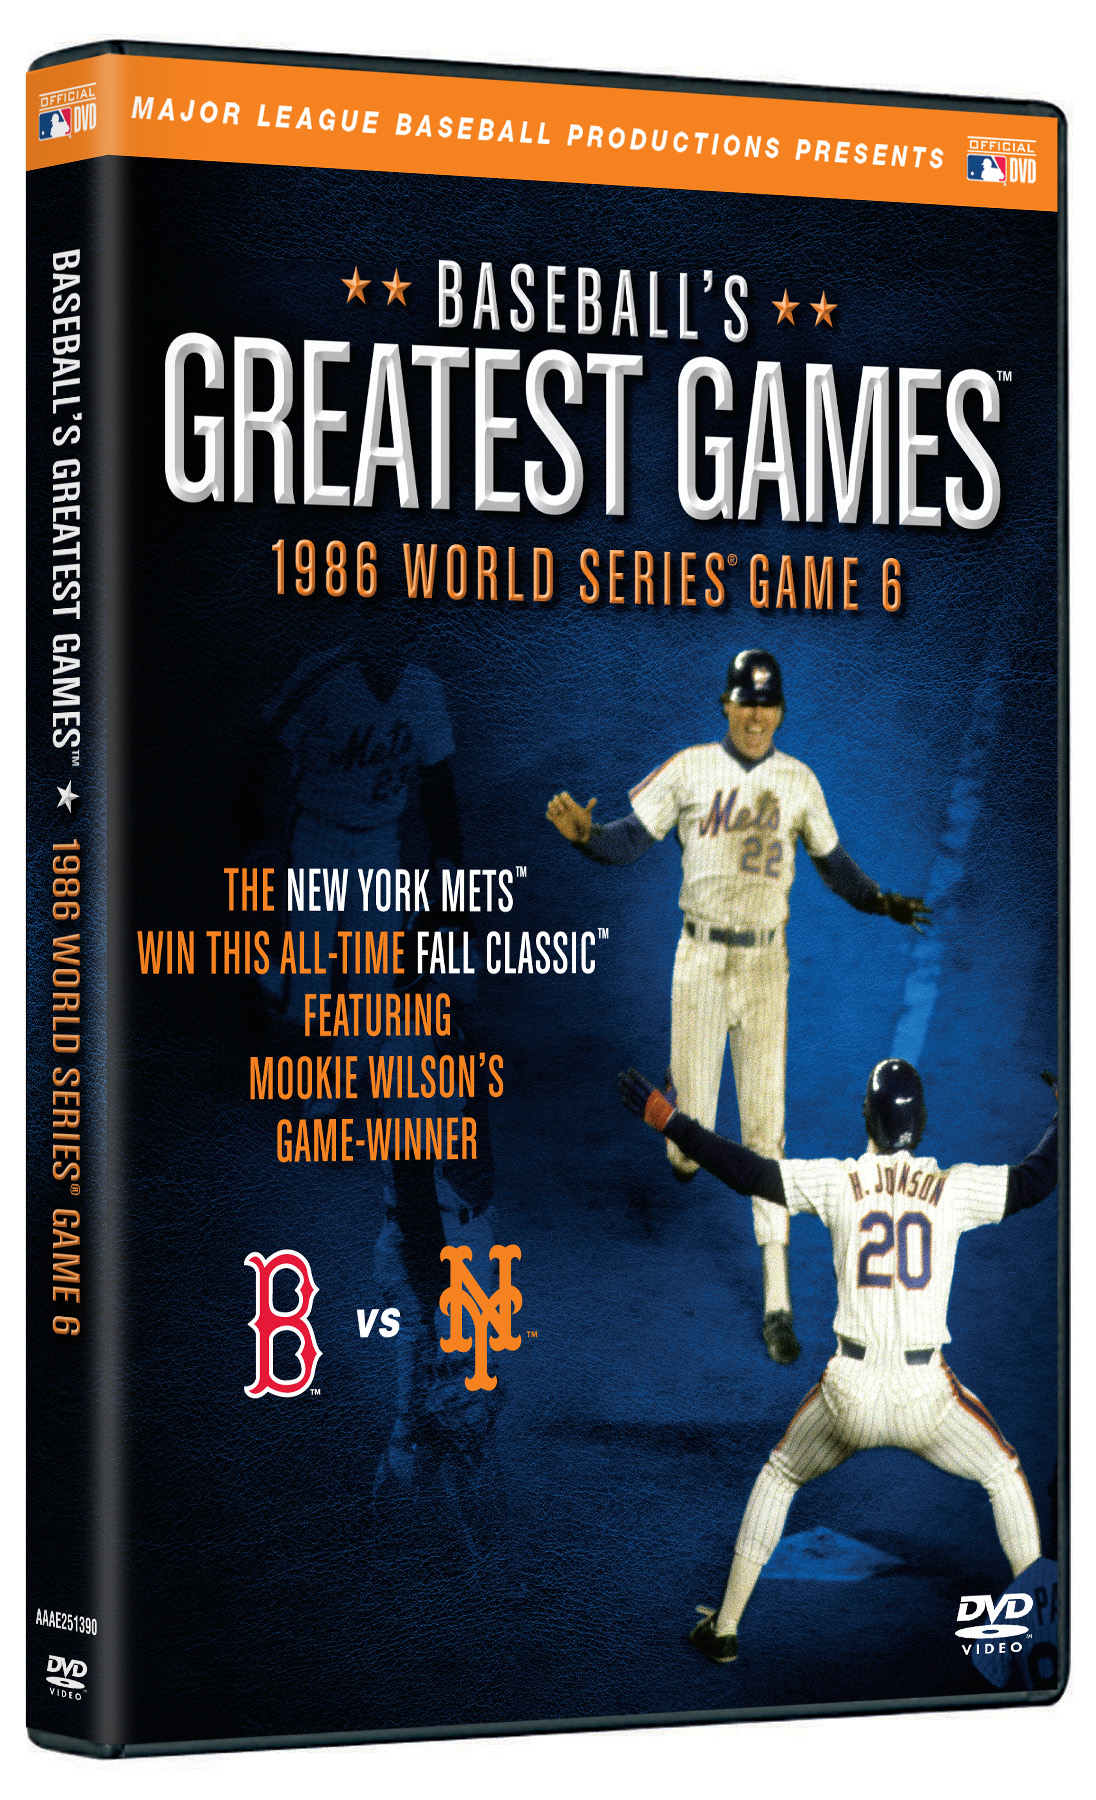 OFFICIAL
DVD
MAJOR LEAGUE BASEBALL PRODUCTIONS PRESENTS
OFFICIAL
DVD
BASEBALL'S GREATEST GAMES™ 1986 WORLD SERIES® GAME 6
AAAE251390
DVD
VIDEO
BASEBALL'S
GREATEST GAMES™
1986 WORLD SERIES® GAME 6
Mets
22
THE NEW YORK METS™
WIN THIS ALL-TIME FALL CLASSIC™
FEATURING
MOOKIE WILSON'S
GAME-WINNER
B™ vs NY™
H. JOHNSON
20
DVD
VIDEO